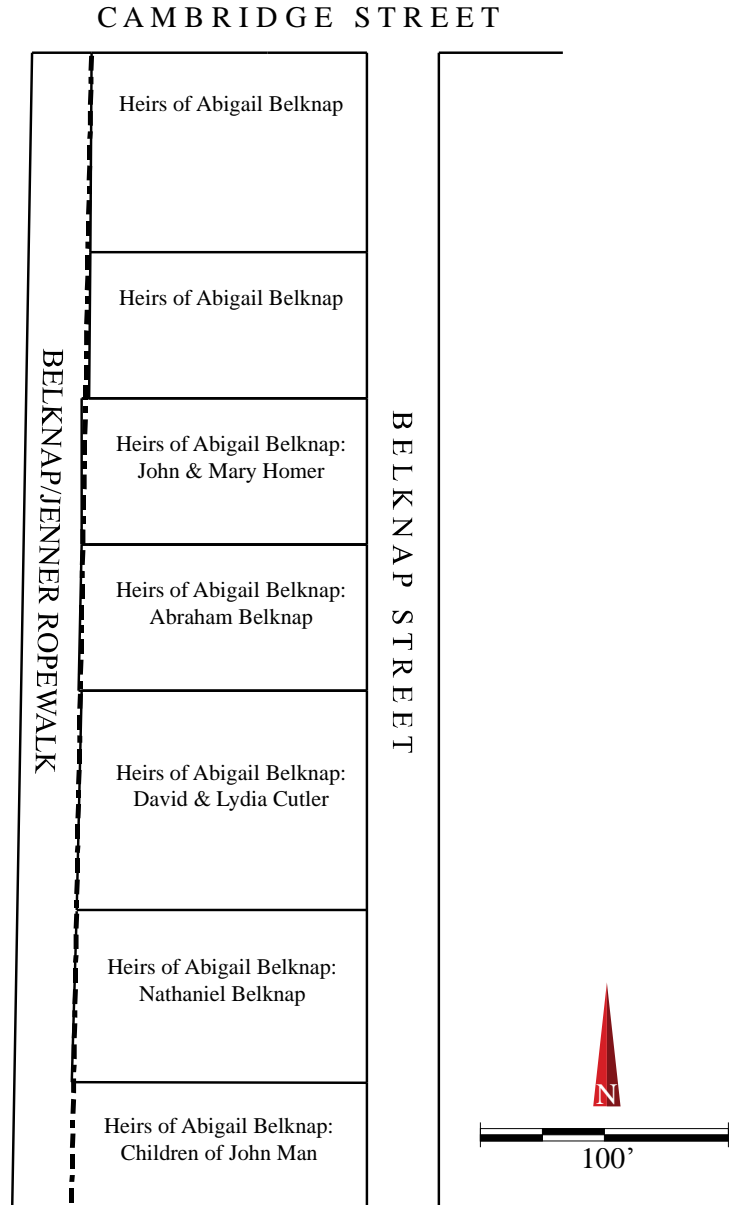 CAMBRIDGE STREET
Heirs of Abigail Belknap
Heirs of Abigail Belknap
BELKNAP/JENNER ROPEWALK
BELKNAP STREET
Heirs of Abigail Belknap:
John & Mary Homer
Heirs of Abigail Belknap:
Abraham Belknap
Heirs of Abigail Belknap:
David & Lydia Cutler
Heirs of Abigail Belknap:
Nathaniel Belknap
Heirs of Abigail Belknap:
Children of John Man
N
100’